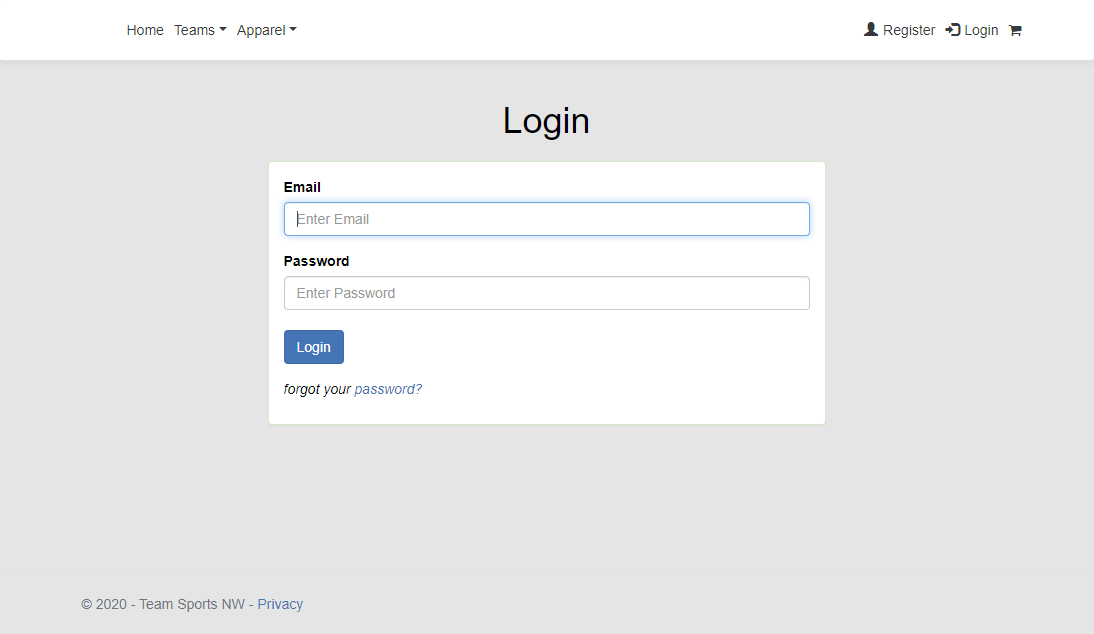 Home Teams Apparel Register Login
Login
Email
Enter Email
Password
Enter Password
Login
forgot your password?
© 2020 - Team Sports NW - Privacy